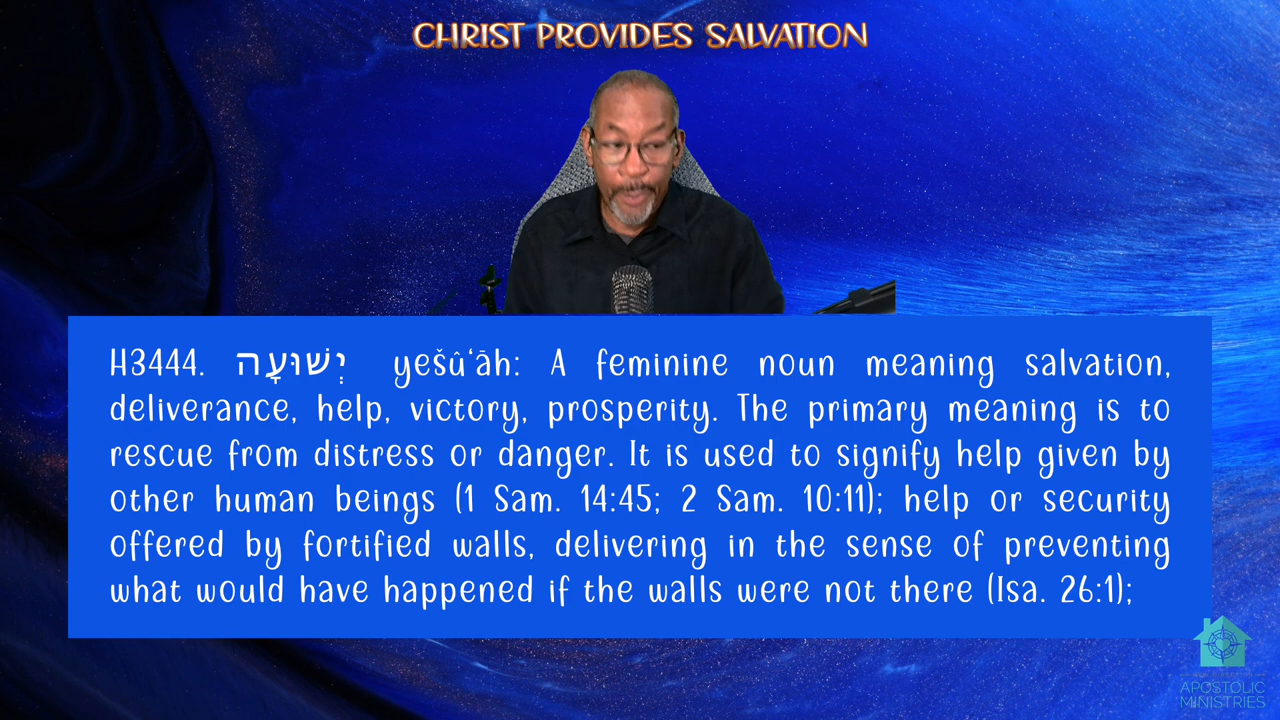 CHRIST PROVIDES SALVATION
H3444. יְשׁוּעָה yešû‘āh: A feminine noun meaning salvation,
deliverance, help, victory, prosperity. The primary meaning is to
rescue from distress or danger. It is used to signify help given by
other human beings (1 Sam. 14:45; 2 Sam. 10:11); help or security
offered by fortified walls, delivering in the sense of preventing
what would have happened if the walls were not there (Isa. 26:1);
APOSTOLIC
MINISTRIES